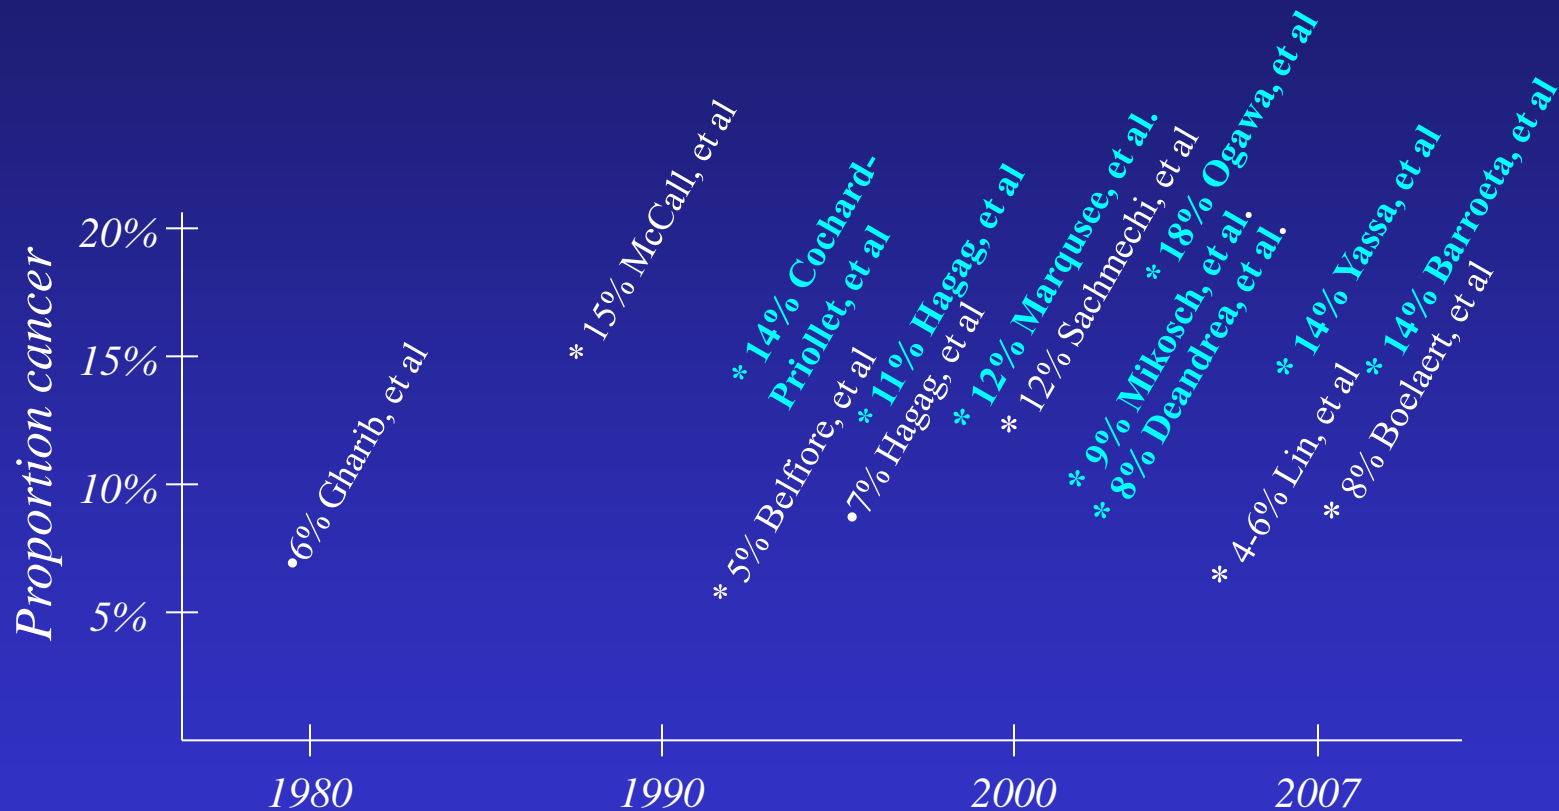 Proportion cancer
20%
15%
10%
5%
•6% Gharib, et al
* 15% McCall, et al
* 14% Cochard-
Priollet, et al
* 5% Belfiore, et al
* 11% Hagag, et al
•7% Hagag, et al
* 12% Marqusee, et al.
* 12% Sachmechi, et al
* 18% Ogawa, et al
* 9% Mikosch, et al.
* 8% Deandrea, et al.
* 14% Yassa, et al
* 4-6% Lin, et al
* 14% Barroeta, et al
* 8% Boelaert, et al
1980
1990
2000
2007